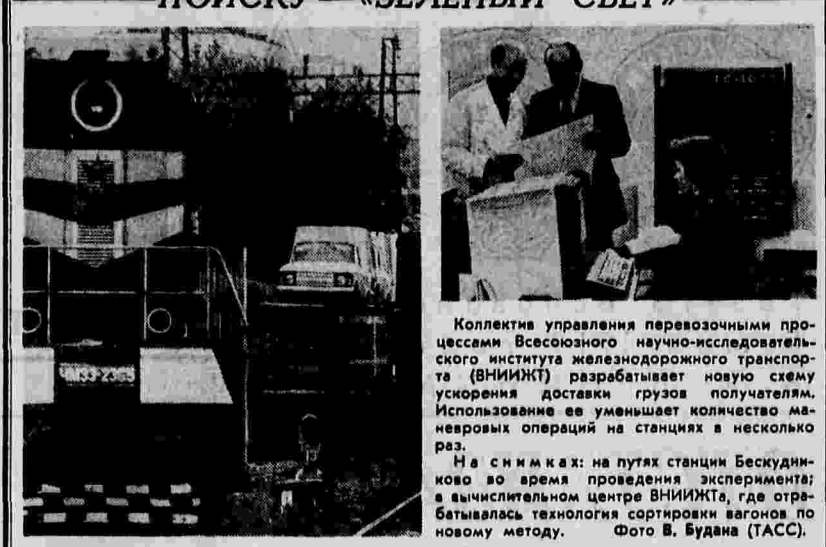 ПОИСКУ — «ЗЕЛЕНЫЙ СВЕТ»
Коллектив управления перевозочными про-
цессами Всесоюзного научно-исследователь-
ского института железнодорожного транспор-
та (ВНИИЖТ) разрабатывает новую схему
ускорения доставки грузов получателям.
Использование ее уменьшает количество ма-
невровых операций на станциях в несколько
раз.
На снимках: на путях станции Бескудни-
ково во время проведения эксперимента;
в вычислительном центре ВНИИЖТа, где отра-
батывалась технология сортировки вагонов по
новому методу. Фото В. Будана (ТАСС).